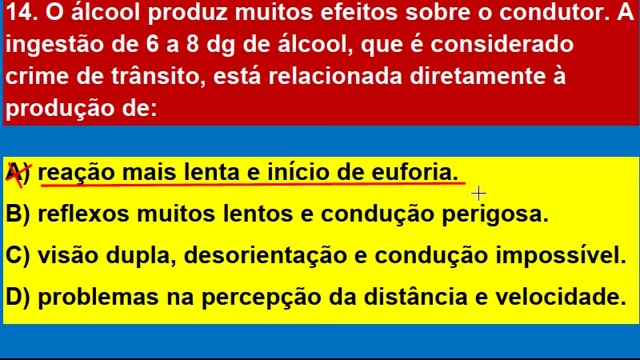 14. O álcool produz muitos efeitos sobre o condutor. A
ingestão de 6 a 8 dg de álcool, que é considerado
crime de trânsito, está relacionada diretamente à
produção de:
A) reação mais lenta e início de euforia.
B) reflexos muitos lentos e condução perigosa.
C) visão dupla, desorientação e condução impossível.
D) problemas na percepção da distância e velocidade.